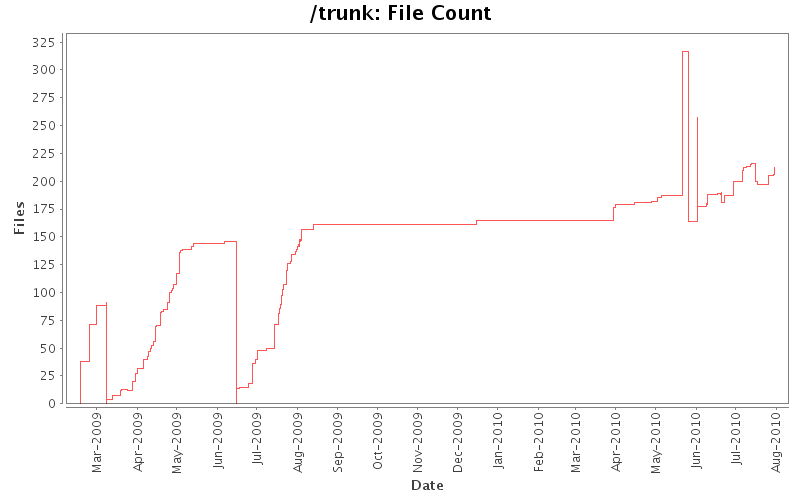 /trunk: File Count
Files
325
300
275
250
225
200
175
150
125
100
75
50
25
0
Mar-2009
Apr-2009
May-2009
Jun-2009
Jul-2009
Aug-2009
Sep-2009
Oct-2009
Nov-2009
Dec-2009
Jan-2010
Feb-2010
Mar-2010
Apr-2010
May-2010
Jun-2010
Jul-2010
Aug-2010
Date